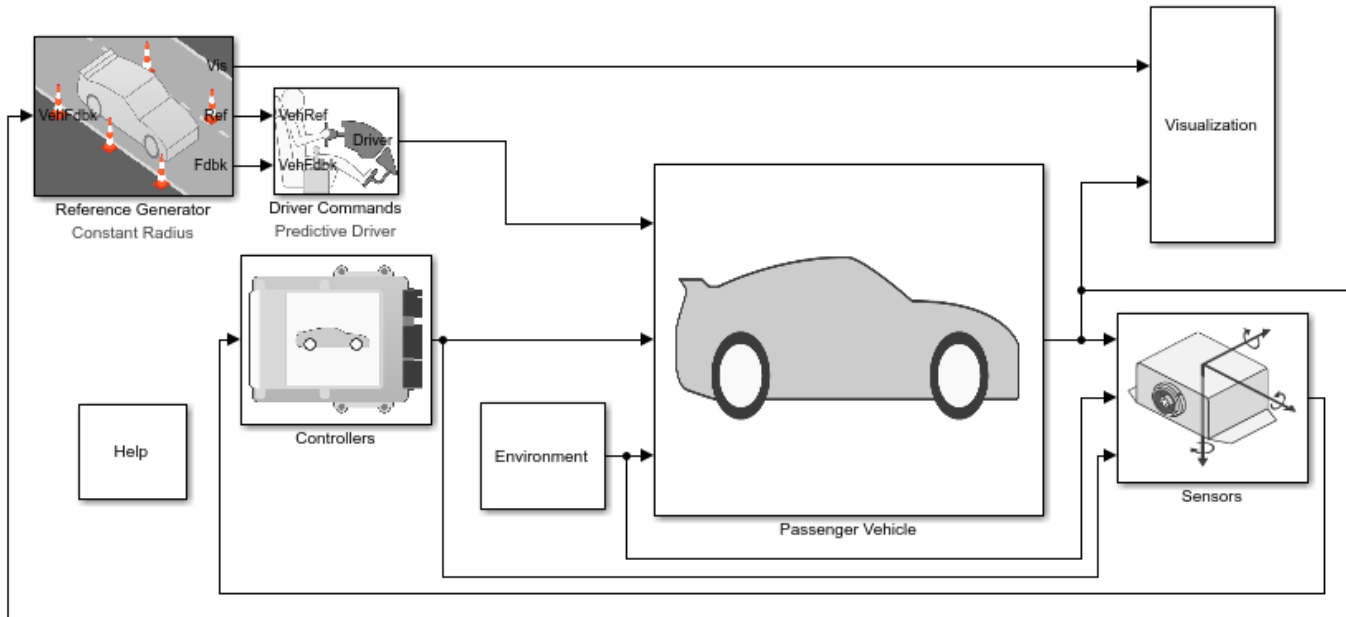 Vis
VehFdbk
Ref
Fdbk
Reference Generator
Constant Radius
VehRef
Driver
VehFdbk
Driver Commands
Predictive Driver
Visualization
Controllers
Help
Environment
Passenger Vehicle
Sensors